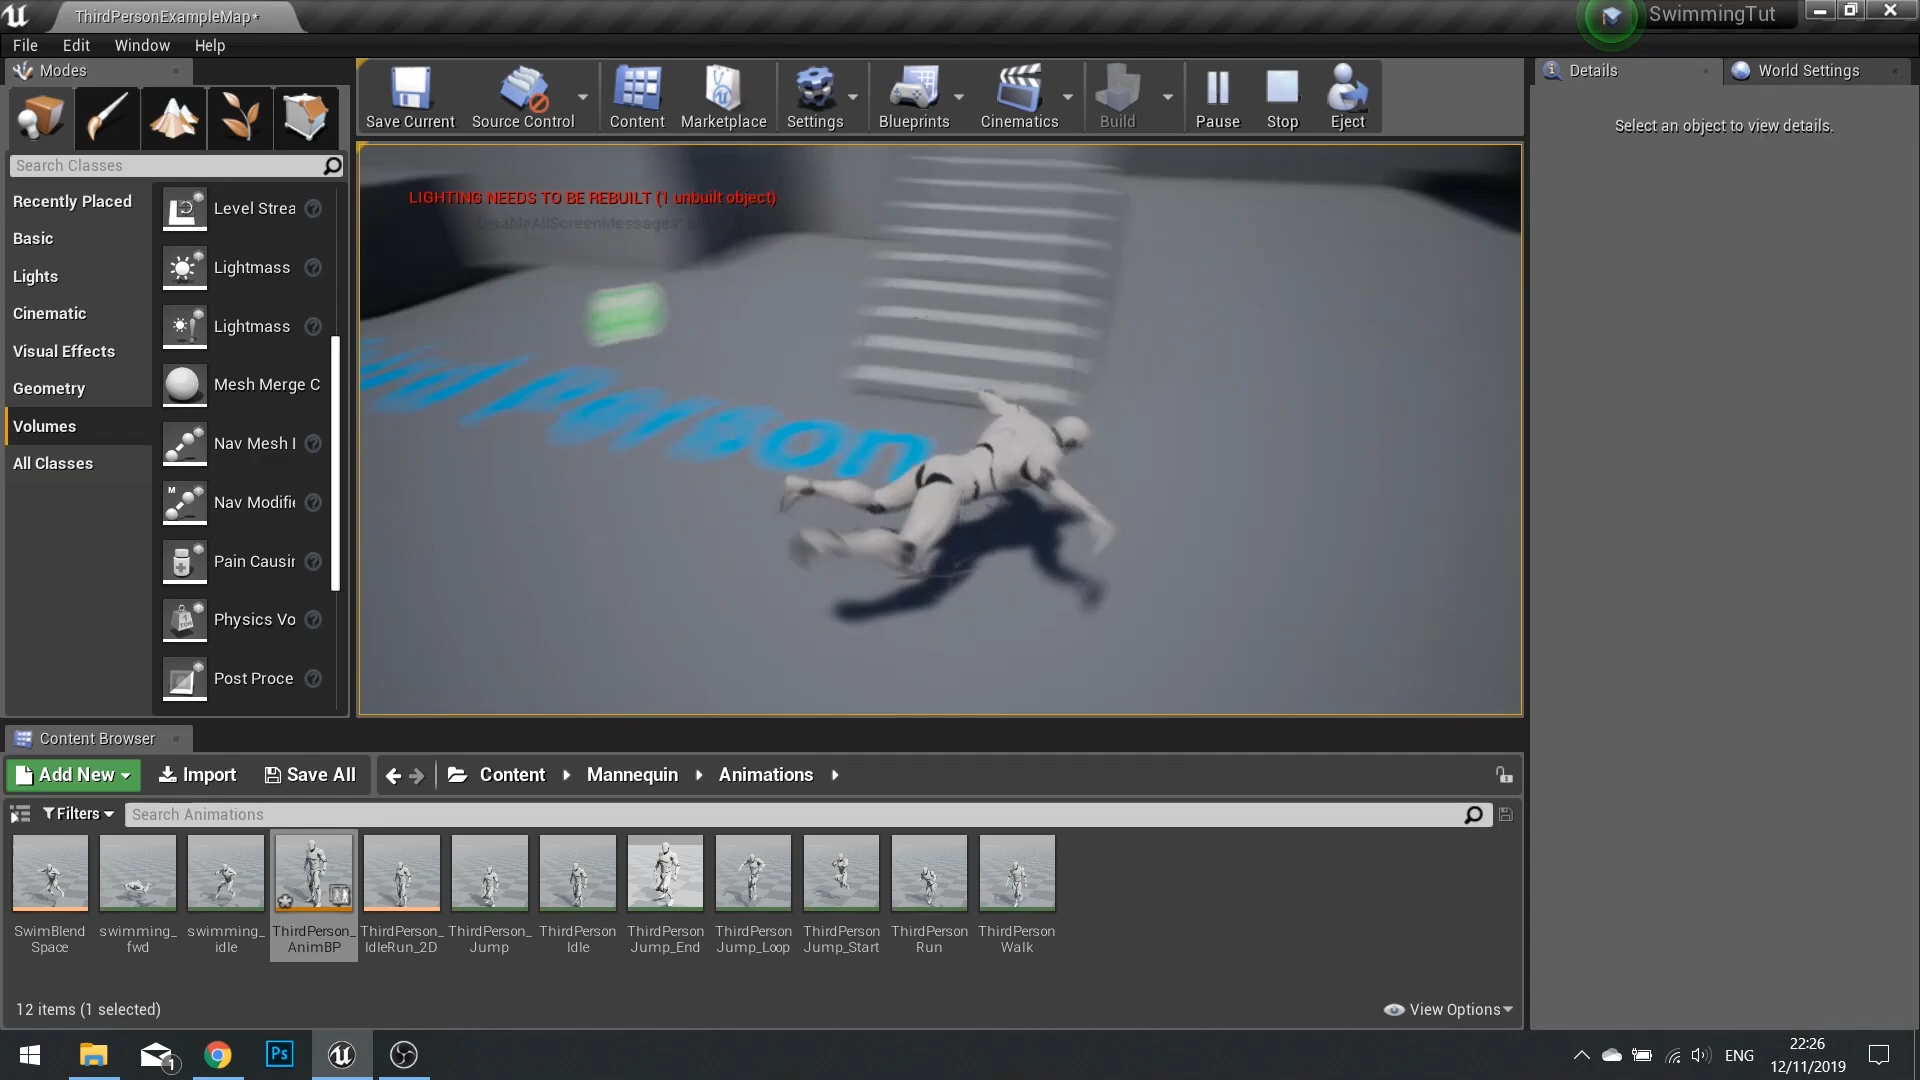 ThirdPersonExampleMap*
SwimmingTut
File
Edit
Window
Help
Modes
Search Classes
Recently Placed
Basic
Lights
Cinematic
Visual Effects
Geometry
Volumes
All Classes
Level Strea
Lightmass
Lightmass
Mesh Merge C
Nav Mesh
Nav Modifi
Pain Causin
Physics Vo
Post Proce
Save Current
Source Control
Content
Marketplace
Settings
Blueprints
Cinematics
Build
Pause
Stop
Eject
LIGHTING NEEDS TO BE REBUILT (1 unbuilt object)
DisableAllScreenMessages'
Person
Details
World Settings
Select an object to view details.
Content Browser
Add New
Import
Save All
Content
Mannequin
Animations
Filters
Search Animations
SwimBlend
Space
swimming_
fwd
swimming_
idle
ThirdPerson_
AnimBP
ThirdPerson_
IdleRun_2D
ThirdPerson_
Jump
ThirdPerson
Idle
ThirdPerson
Jump_End
ThirdPerson
Jump_Loop
ThirdPerson
Jump_Start
ThirdPerson
Run
ThirdPerson
Walk
12 items (1 selected)
View Options
Ps
1
ENG
22:26
12/11/2019